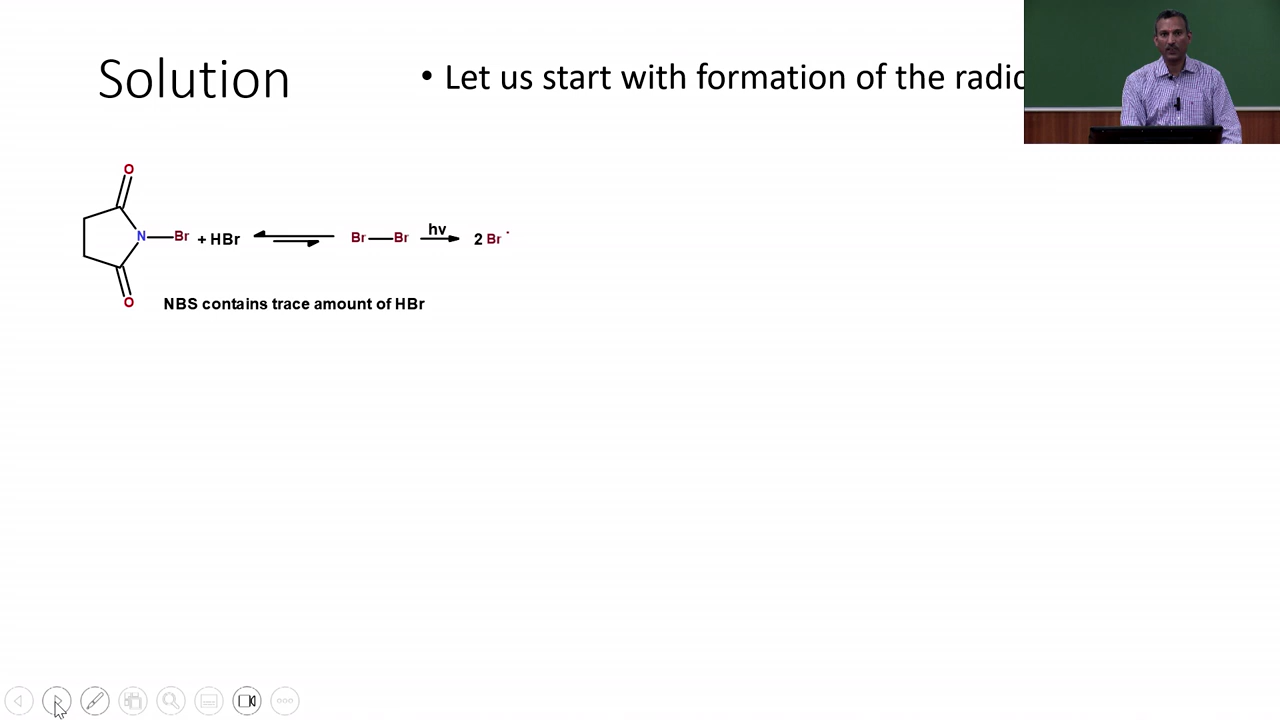 Solution
• Let us start with formation of the radic
O
N—Br + HBr ⇌ Br—Br hν 2 Br˙
O
NBS contains trace amount of HBr